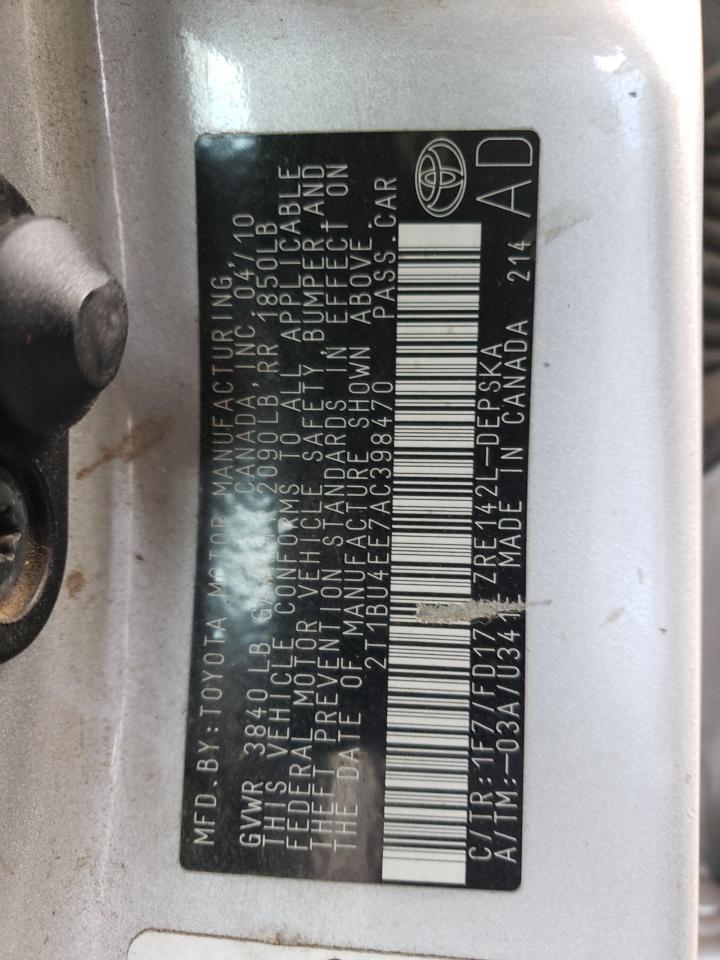 MFD.BY:TOYOTA MOTOR MANUFACTURING
CANADA, INC. 04/10
GVWR 3840 LB 2090LB, RR 1850LB
THIS VEHICLE CONFORMS TO ALL APPLICABLE
FEDERAL MOTOR VEHICLE SAFETY, BUMPER AND
THEFT PREVENTION STANDARDS IN EFFECT ON
THE DATE OF MANUFACTURE SHOWN ABOVE.
2T1BU4EE7AC398470 PASS.CAR
C/TR:1F7/FD17 ZRE142L-DEPSKA
A/TM:-03A/U341E MADE IN CANADA 214 AD